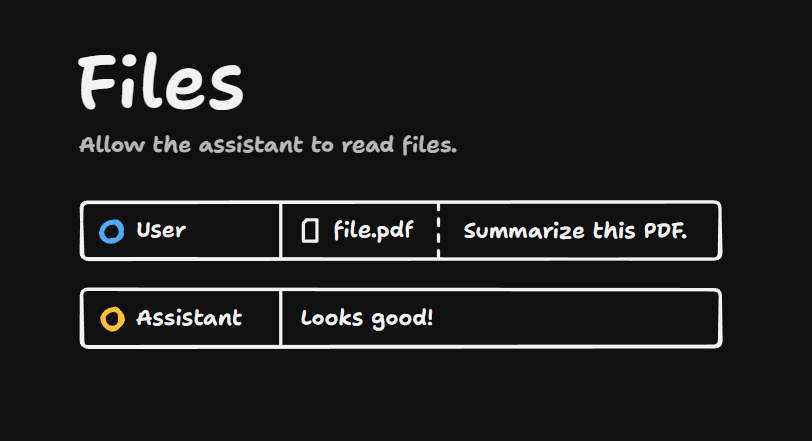 Files
Allow the assistant to read files.
User file.pdf Summarize this PDF.
Assistant Looks good!